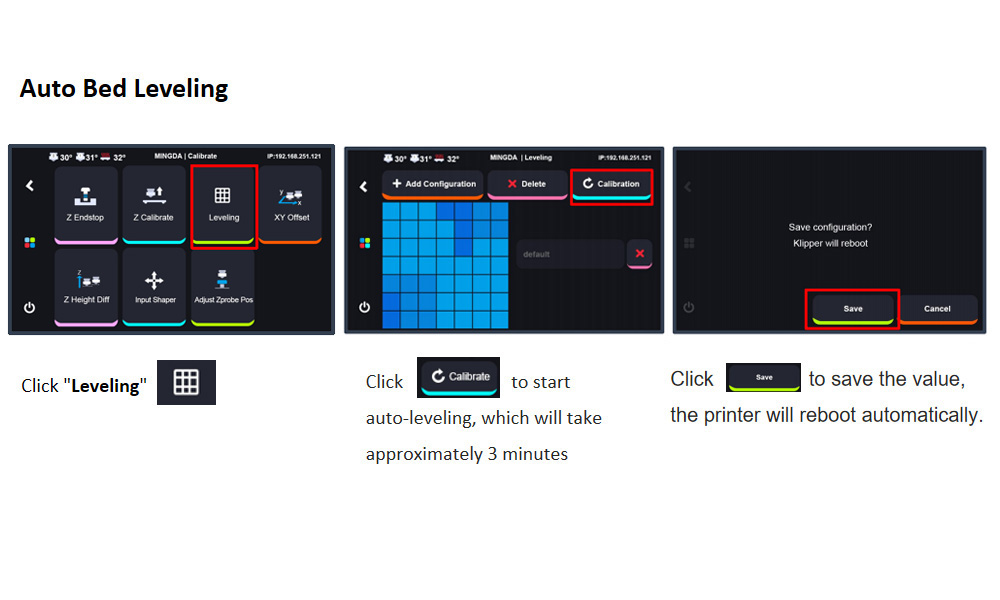 Auto Bed Leveling
30° 31° 32° MINGDA | Calibrate IP:192.168.251.121
Z Endstop Z Calibrate Leveling XY Offset
Z Height Diff Input Shaper Adjust Zprobe Pos
30° 31° 32° MINGDA | Leveling IP:192.168.251.121
+ Add Configuration Delete Calibration
default
Save configuration?
Klipper will reboot
Save Cancel
Click "Leveling"
Click Calibrate to start
auto-leveling, which will take
approximately 3 minutes
Click Save to save the value,
the printer will reboot automatically.